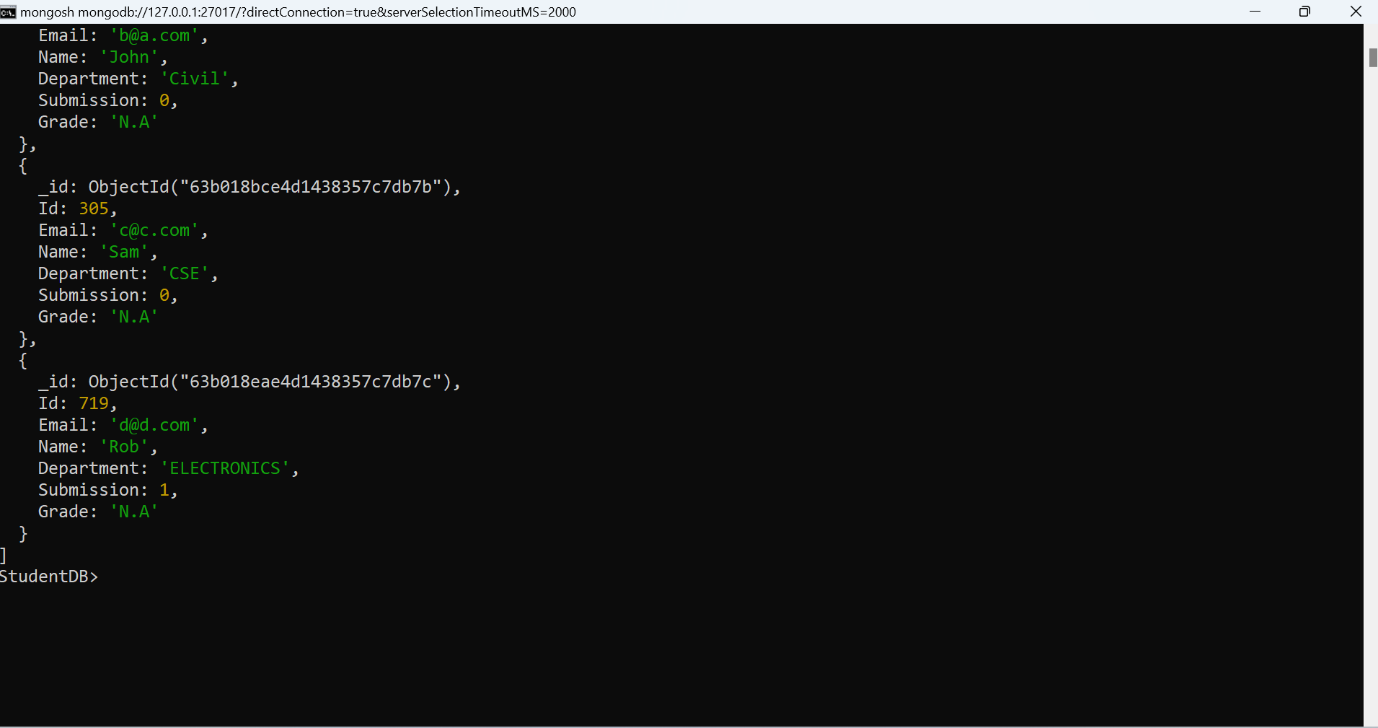 mongosh mongodb://127.0.0.1:27017/?directConnection=true&serverSelectionTimeoutMS=2000
Email: 'b@a.com',
Name: 'John',
Department: 'Civil',
Submission: 0,
Grade: 'N.A'
},
{
_id: ObjectId("63b018bce4d1438357c7db7b"),
Id: 305,
Email: 'c@c.com',
Name: 'Sam',
Department: 'CSE',
Submission: 0,
Grade: 'N.A'
},
{
_id: ObjectId("63b018eae4d1438357c7db7c"),
Id: 719,
Email: 'd@d.com',
Name: 'Rob',
Department: 'ELECTRONICS',
Submission: 1,
Grade: 'N.A'
}
]
StudentDB>